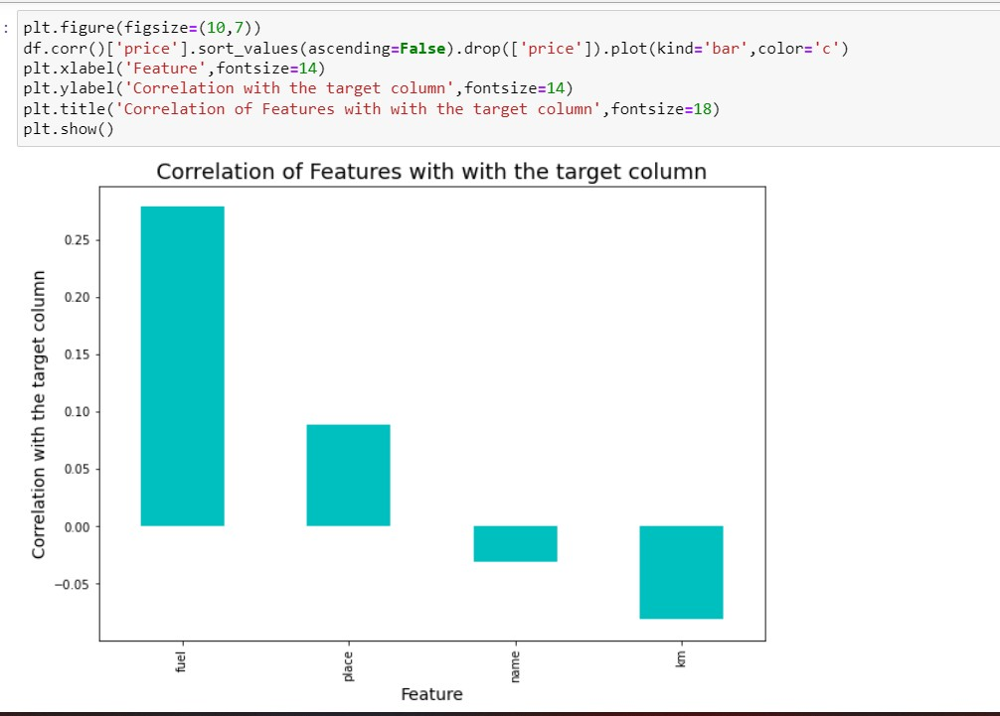 :
plt.figure(figsize=(10,7))
df.corr()['price'].sort_values(ascending=False).drop(['price']).plot(kind='bar',color='c')
plt.xlabel('Feature',fontsize=14)
plt.ylabel('Correlation with the target column',fontsize=14)
plt.title('Correlation of Features with with the target column',fontsize=18)
plt.show()
Correlation of Features with with the target column
Correlation with the target column
0.25
0.20
0.15
0.10
0.05
0.00
−0.05
fuel
place
name
km
Feature